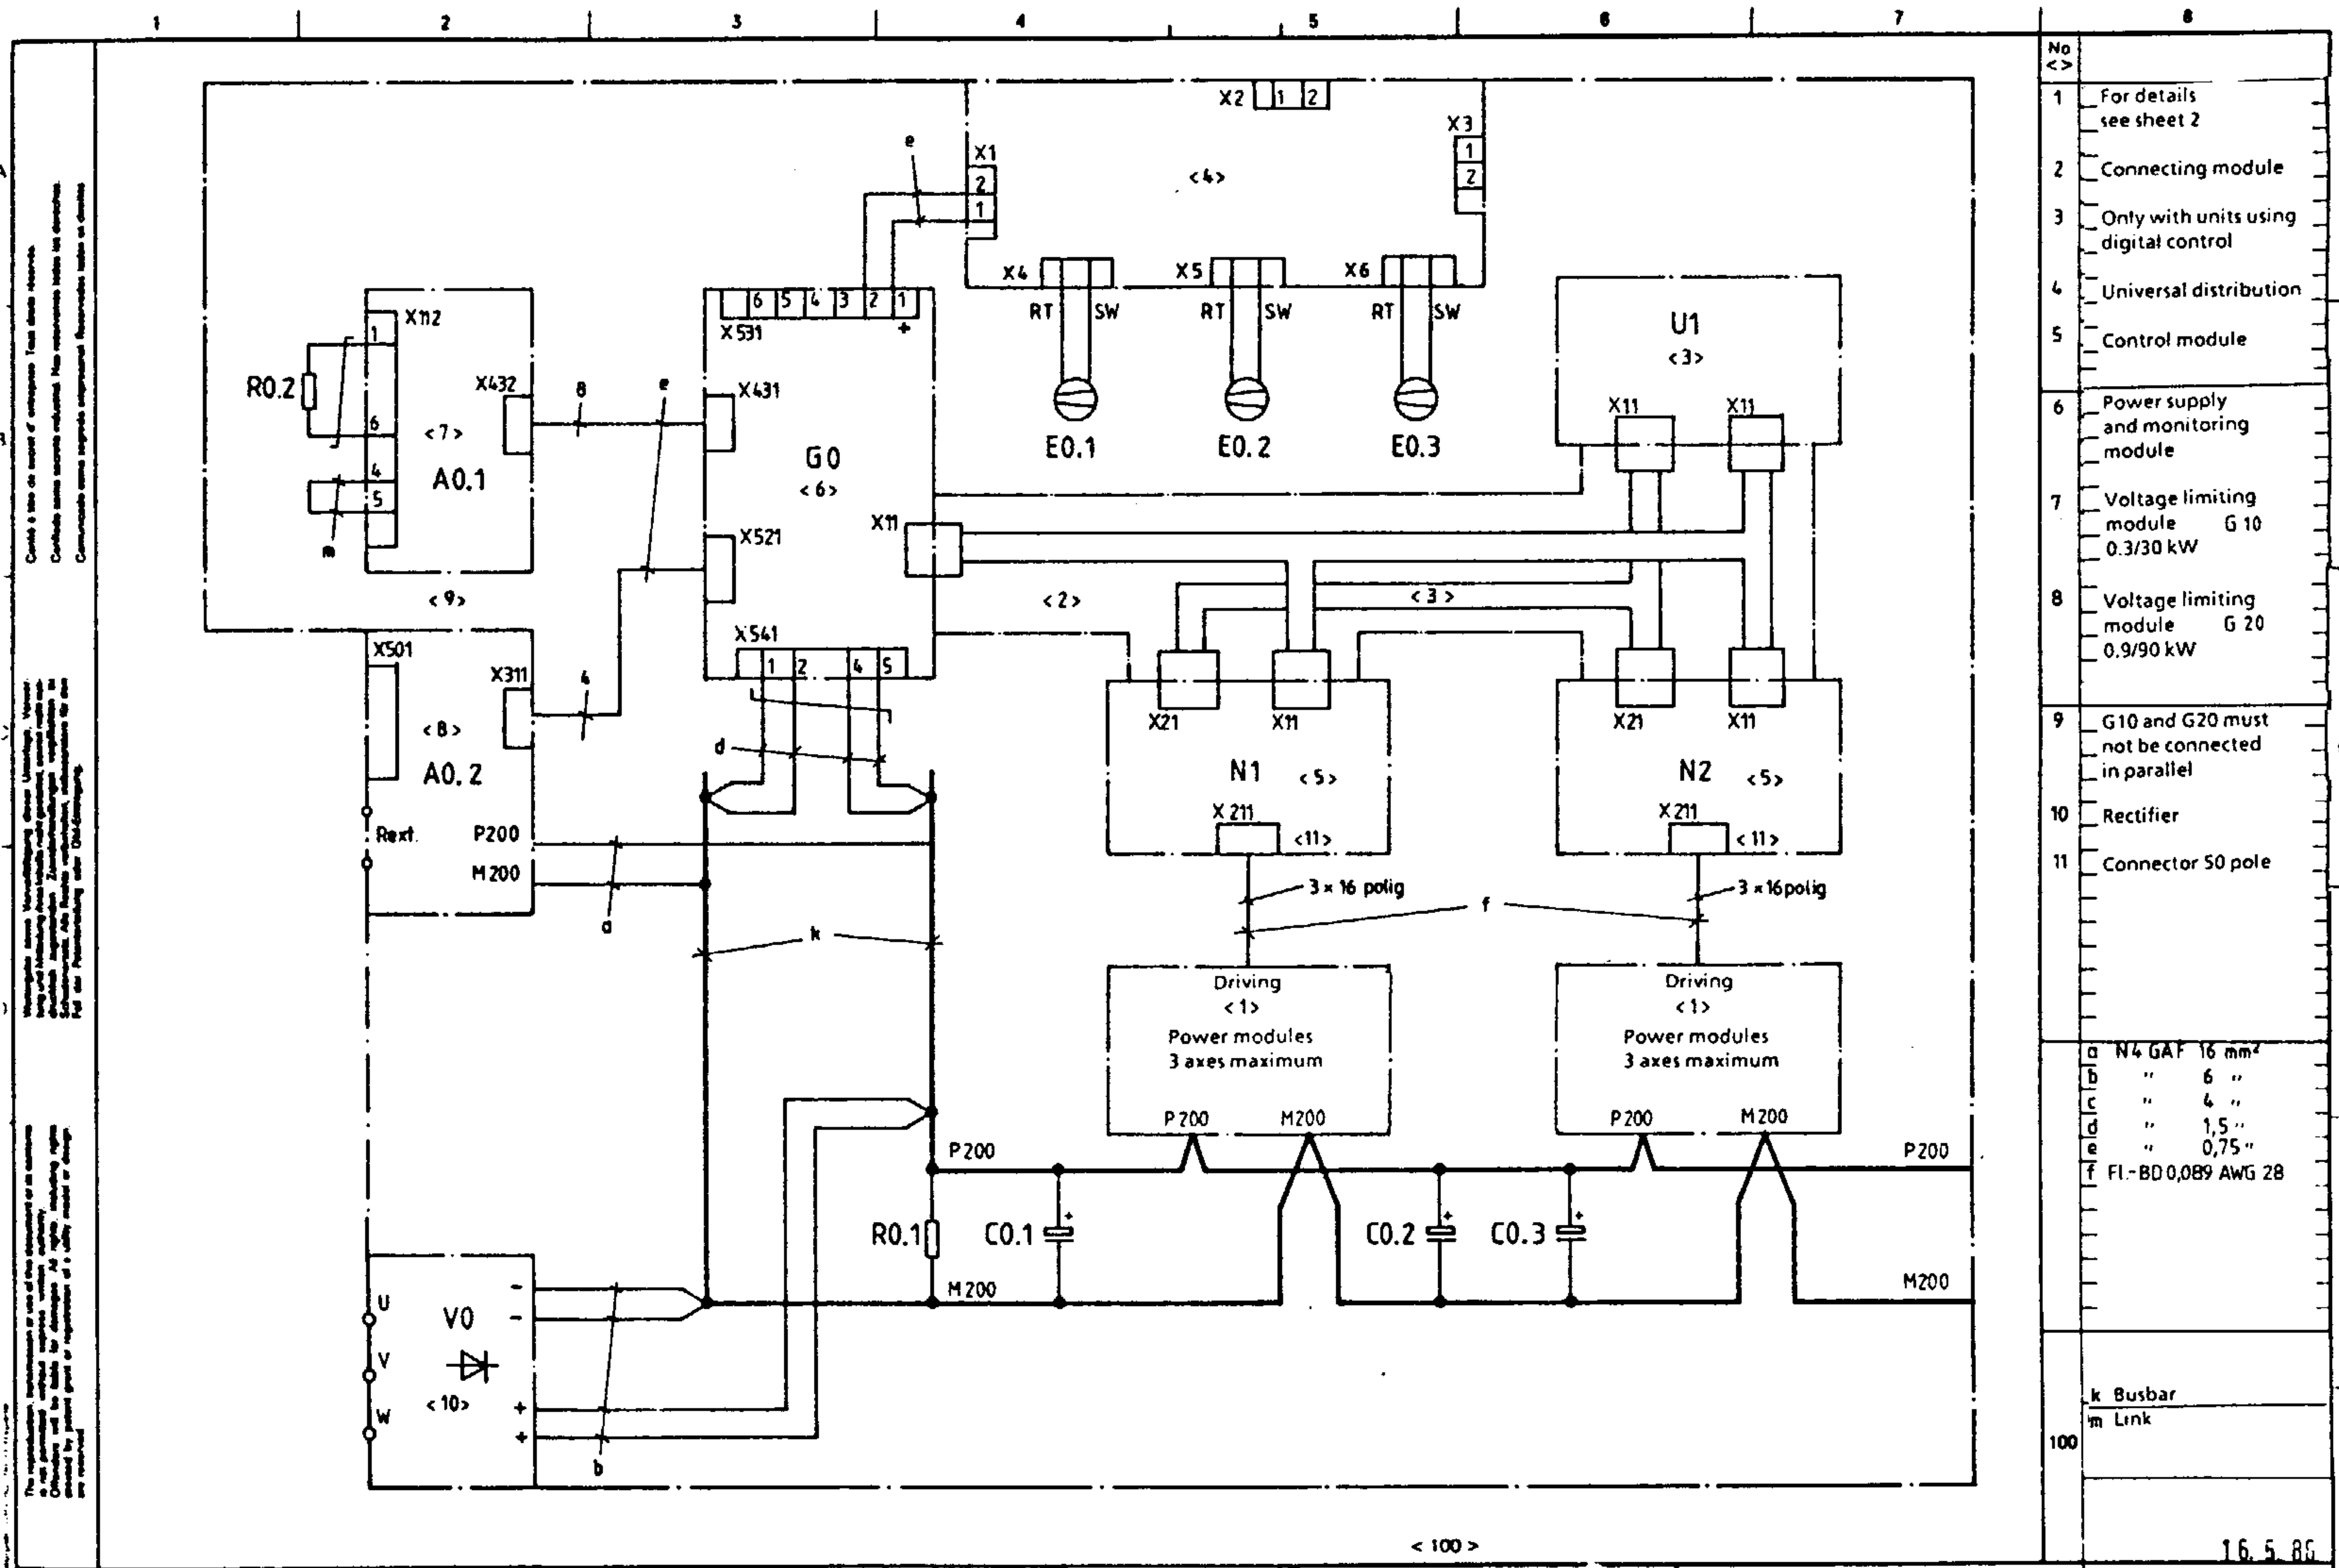 1 2 3 4 5 6 7 8
No
< >
1 For details
see sheet 2
2 Connecting module
3 Only with units using
digital control
4 Universal distribution
5 Control module
6 Power supply
and monitoring
module
7 Voltage limiting
module G 10
0.3/30 kW
8 Voltage limiting
module G 20
0.9/90 kW
9 G10 and G20 must
not be connected
in parallel
10 Rectifier
11 Connector 50 pole
a N4 GAF 16 mm²
b " 6 "
c " 4 "
d " 1,5 "
e " 0,75 "
f Fl.-BD 0,089 AWG 28
k Busbar
m Link
100
X2 1 2
X3
1
2
X1
2
1
e
<4>
X4 X5 X6
RT SW RT SW RT SW
E0.1 E0.2 E0.3
U1
<3>
X11 X11
X112
1
6
4
5
R0.2
m
X432
<7>
A0.1
8 e
6 5 4 3 2 1
X531 +
X431
G0
<6>
X11
X521
<9>
<2> <3>
X541
1 2 4 5
X501
X311
4
<8>
A0.2
Rext.
P200
M200
a
d
k
X21 X11
N1 <5>
X211
<11>
X21 X11
N2 <5>
X211
<11>
3 x 16 polig
3 x 16 polig
f
Driving
<1>
Power modules
3 axes maximum
P200 M200
Driving
<1>
Power modules
3 axes maximum
P200 M200
P200 P200
R0.1 C0.1 + C0.2 + C0.3 +
M200 M200
U
V
W
V0
<10>
-
-
+
+
b
<100>